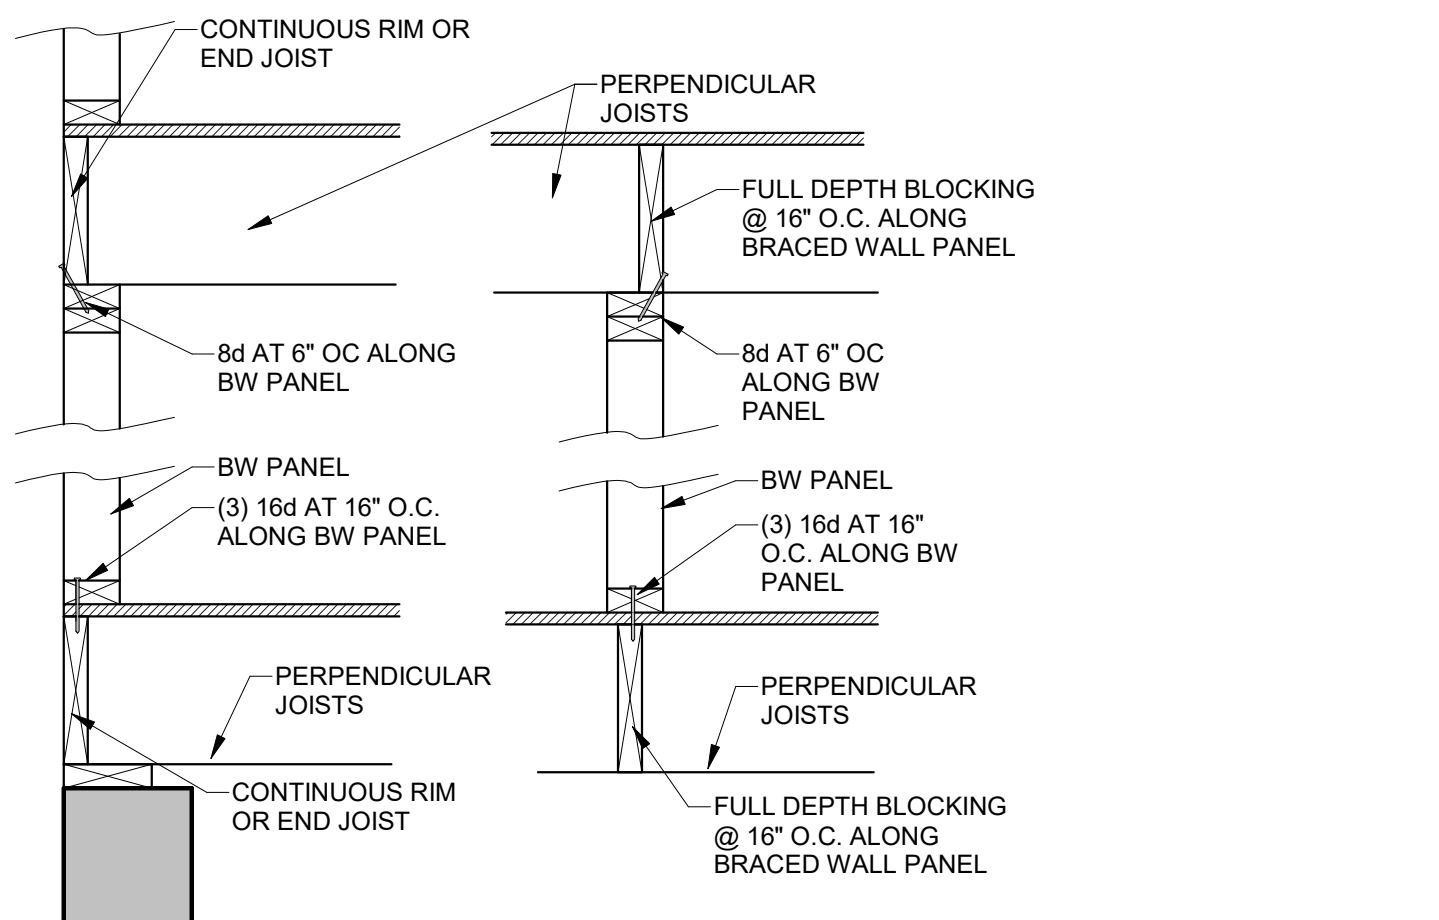 CONTINUOUS RIM OR
END JOIST
PERPENDICULAR
JOISTS
FULL DEPTH BLOCKING
@ 16" O.C. ALONG
BRACED WALL PANEL
8d AT 6" OC ALONG
BW PANEL
8d AT 6" OC
ALONG BW
PANEL
BW PANEL
(3) 16d AT 16" O.C.
ALONG BW PANEL
BW PANEL
(3) 16d AT 16"
O.C. ALONG BW
PANEL
PERPENDICULAR
JOISTS
PERPENDICULAR
JOISTS
CONTINUOUS RIM
OR END JOIST
FULL DEPTH BLOCKING
@ 16" O.C. ALONG
BRACED WALL PANEL